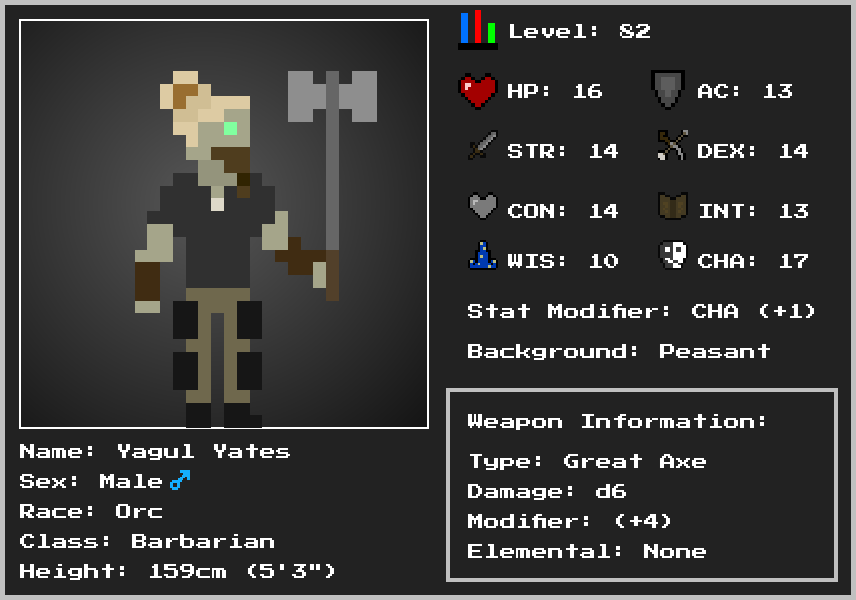 Level: 82
HP: 16
AC: 13
STR: 14
DEX: 14
CON: 14
INT: 13
WIS: 10
CHA: 17
Stat Modifier: CHA (+1)
Background: Peasant
Name: Yagul Yates
Sex: Male♂
Race: Orc
Class: Barbarian
Height: 159cm (5'3")
Weapon Information:
Type: Great Axe
Damage: d6
Modifier: (+4)
Elemental: None